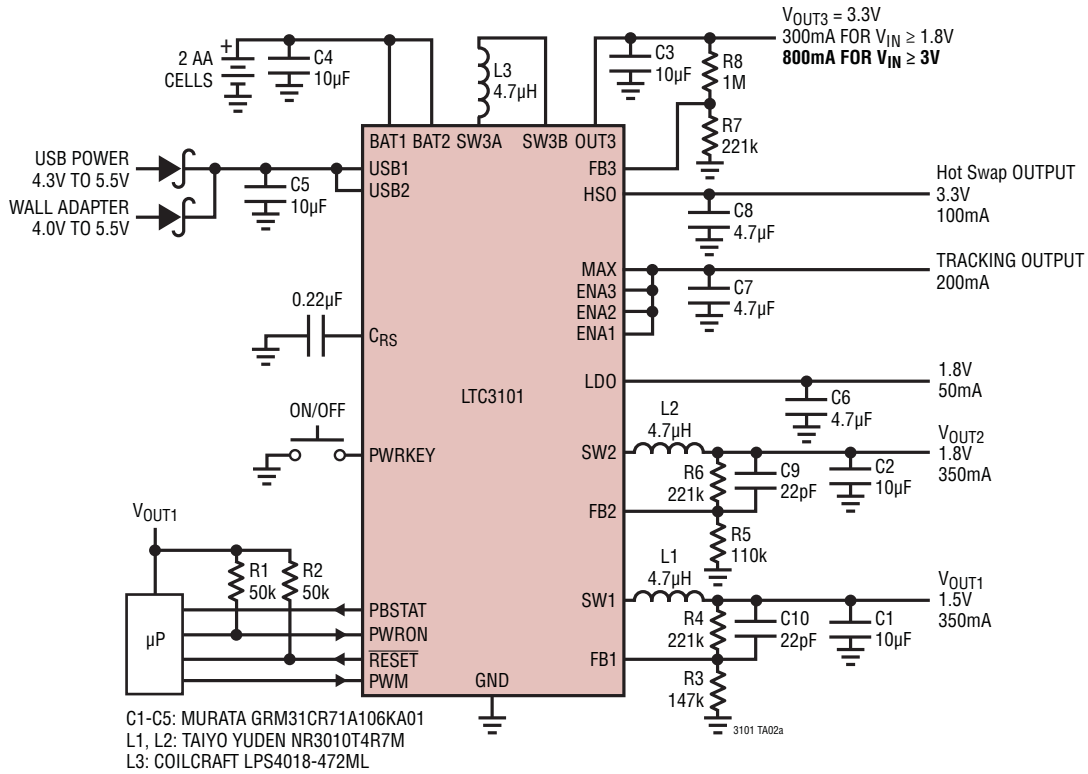 V_OUT3 = 3.3V
300mA FOR V_IN ≥ 1.8V
800mA FOR V_IN ≥ 3V
2 AA
CELLS
+
C4
10µF
L3
4.7µH
C3
10µF
R8
1M
R7
221k
BAT1 BAT2 SW3A SW3B OUT3
USB POWER
4.3V TO 5.5V
WALL ADAPTER
4.0V TO 5.5V
C5
10µF
USB1
USB2
FB3
HSO
Hot Swap OUTPUT
3.3V
100mA
C8
4.7µF
MAX
ENA3
ENA2
ENA1
TRACKING OUTPUT
200mA
C7
4.7µF
0.22µF
C_RS
LTC3101
LDO
1.8V
50mA
C6
4.7µF
ON/OFF
PWRKEY
SW2
L2
4.7µH
R6
221k
C9
22pF
C2
10µF
V_OUT2
1.8V
350mA
FB2
R5
110k
V_OUT1
R1
50k
R2
50k
µP
PBSTAT
PWRON
RESET
PWM
GND
SW1
L1
4.7µH
R4
221k
C10
22pF
C1
10µF
V_OUT1
1.5V
350mA
FB1
R3
147k
3101 TA02a
C1-C5: MURATA GRM31CR71A106KA01
L1, L2: TAIYO YUDEN NR3010T4R7M
L3: COILCRAFT LPS4018-472ML